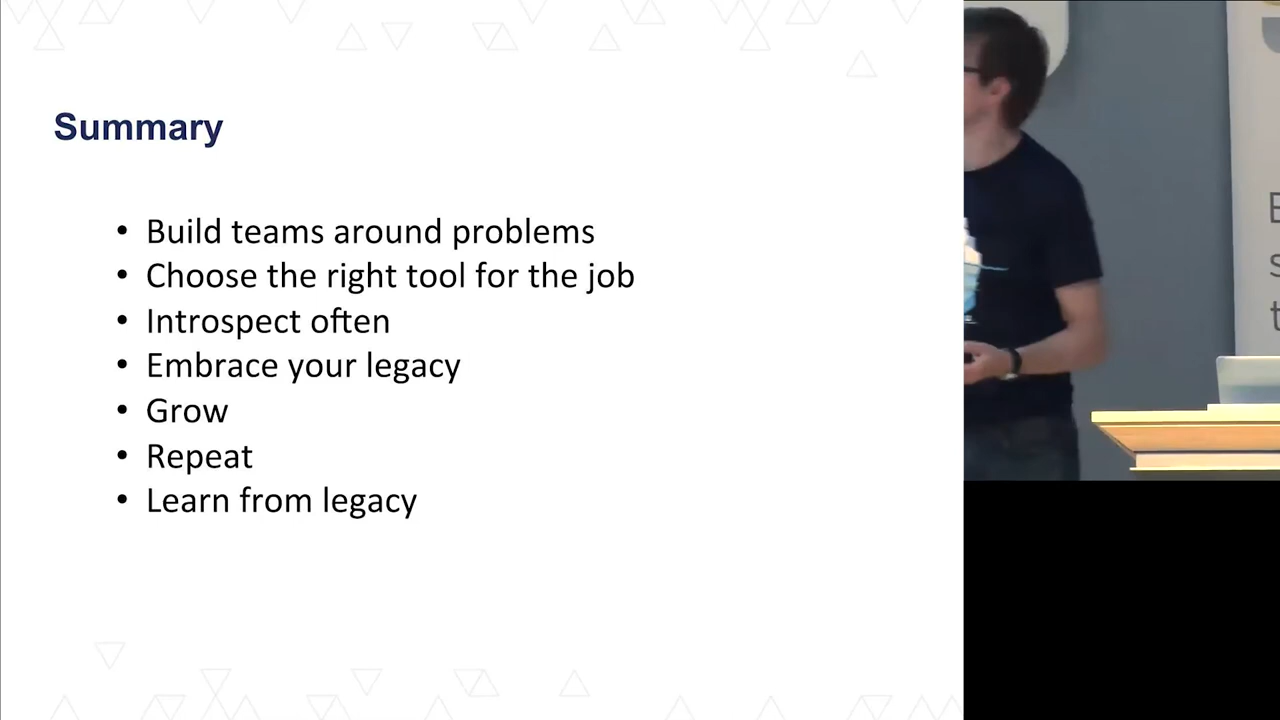 Summary
• Build teams around problems
• Choose the right tool for the job
• Introspect often
• Embrace your legacy
• Grow
• Repeat
• Learn from legacy